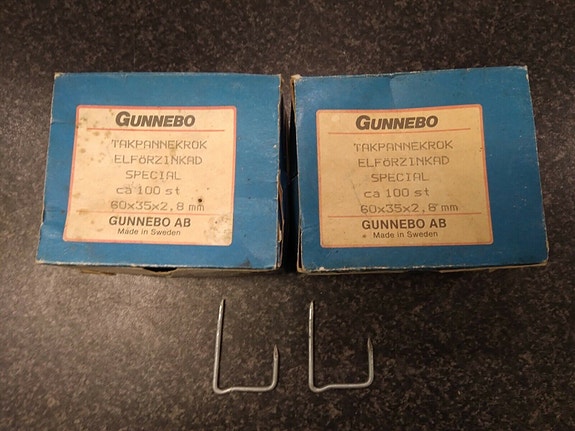 GUNNEBO
TAKPANNEKROK
ELFÖRZINKAD
SPECIAL
ca 100 st
60x35x2,8 mm
GUNNEBO AB
Made in Sweden
GUNNEBO
TAKPANNEKROK
ELFÖRZINKAD
SPECIAL
ca 100 st
60x35x2,8 mm
GUNNEBO AB
Made in Sweden